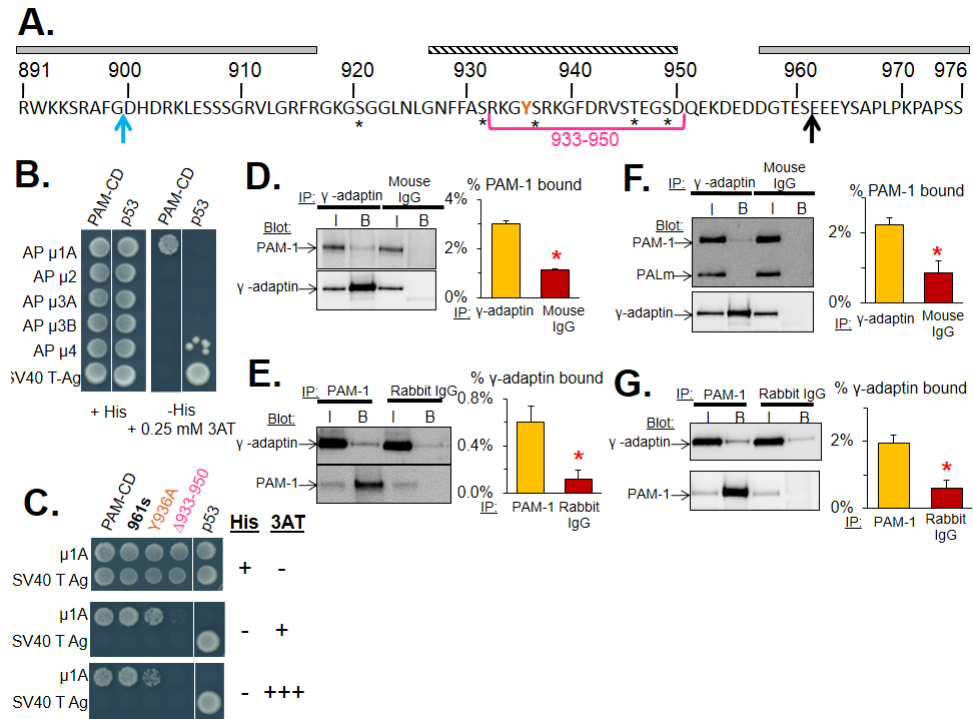 A.
891 900 910 920 930 940 950 960 970 976
RWKKSRAFGDHDRKLESSSGRVLGRFRGKGSGGLNLGNFFASRKGYSRKGFDRVSTEGSDQEKDEDDGTESEEEYSAPLPKPAPSS
* * * * *
933-950
B.
PAM-CD p53 PAM-CD p53
AP μ1A
AP μ2
AP μ3A
AP μ3B
AP μ4
SV40 T-Ag
+ His
-His
+ 0.25 mM 3AT
C.
PAM-CD 961s Y936A Δ933-950 p53
His 3AT
μ1A
SV40 T Ag
+ -
μ1A
SV40 T Ag
- +
μ1A
SV40 T Ag
- +++
D.
IP: γ -adaptin Mouse IgG
I B I B
Blot:
PAM-1
γ -adaptin
% PAM-1 bound
4%
2%
0%
*
IP: γ-adaptin Mouse IgG
E.
IP: PAM-1 Rabbit IgG
Blot: I B I B
γ -adaptin
PAM-1
% γ-adaptin bound
0.8%
0.4%
0.0%
*
IP: PAM-1 Rabbit IgG
F.
IP: γ -adaptin Mouse IgG
I B I B
Blot:
PAM-1
PALm
γ-adaptin
% PAM-1 bound
2%
0%
*
IP: γ-adaptin Mouse IgG
G.
IP: PAM-1 Rabbit IgG
Blot: I B I B
γ -adaptin
PAM-1
% γ-adaptin bound
2%
0%
*
IP: PAM-1 Rabbit IgG